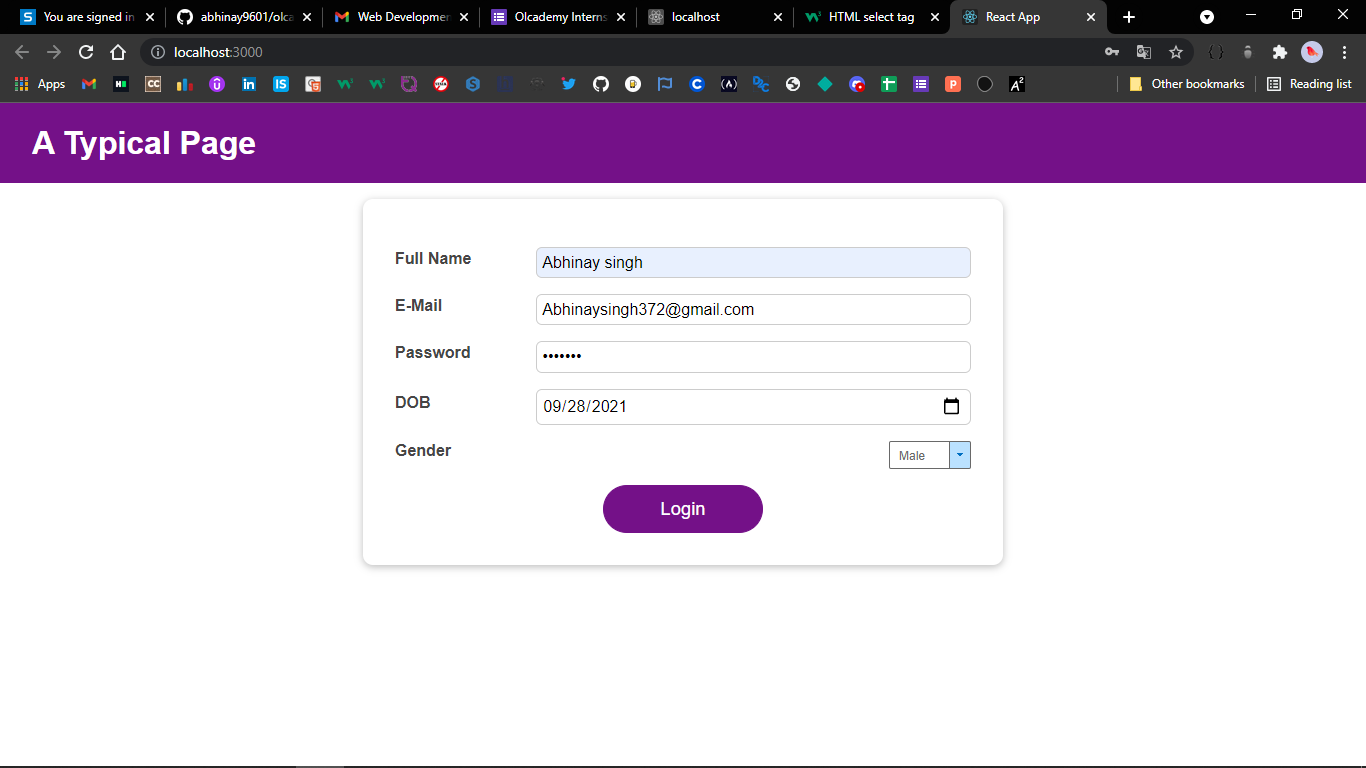 You are signed in
abhinay9601/olca
Web Developmen
Olcademy Interns
localhost
HTML select tag
React App
localhost:3000
Apps
Other bookmarks
Reading list
A Typical Page
Full Name
Abhinay singh
E-Mail
Abhinaysingh372@gmail.com
Password
•••••••
DOB
09/28/2021
Gender
Male
Login